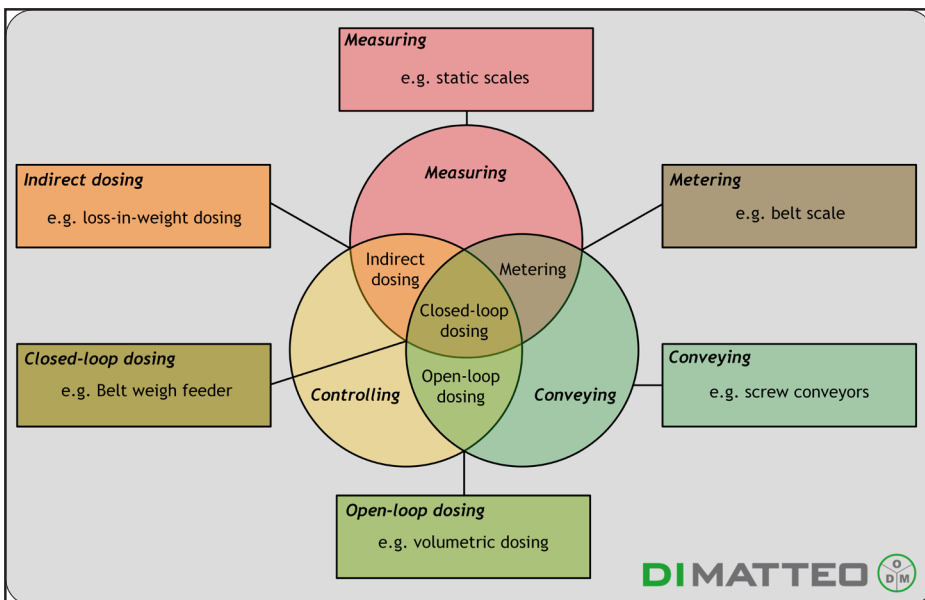 Measuring
e.g. static scales
Indirect dosing
e.g. loss-in-weight dosing
Measuring
Metering
e.g. belt scale
Indirect
dosing
Metering
Closed-loop
dosing
Closed-loop dosing
e.g. Belt weigh feeder
Controlling
Open-loop
dosing
Conveying
Conveying
e.g. screw conveyors
Open-loop dosing
e.g. volumetric dosing
DIMATTEO
O
D M